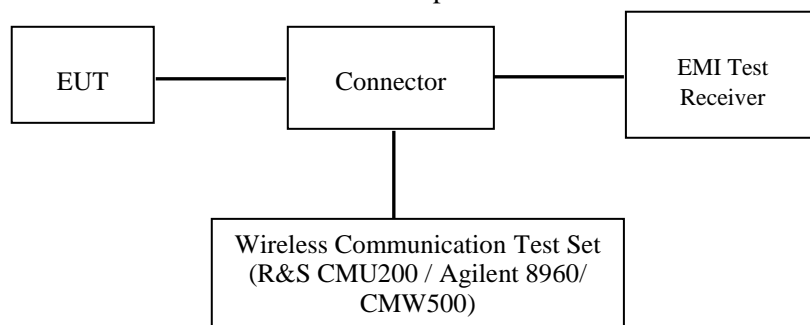 EUT
Connector
EMI Test
Receiver
Wireless Communication Test Set
(R&S CMU200 / Agilent 8960/
CMW500)